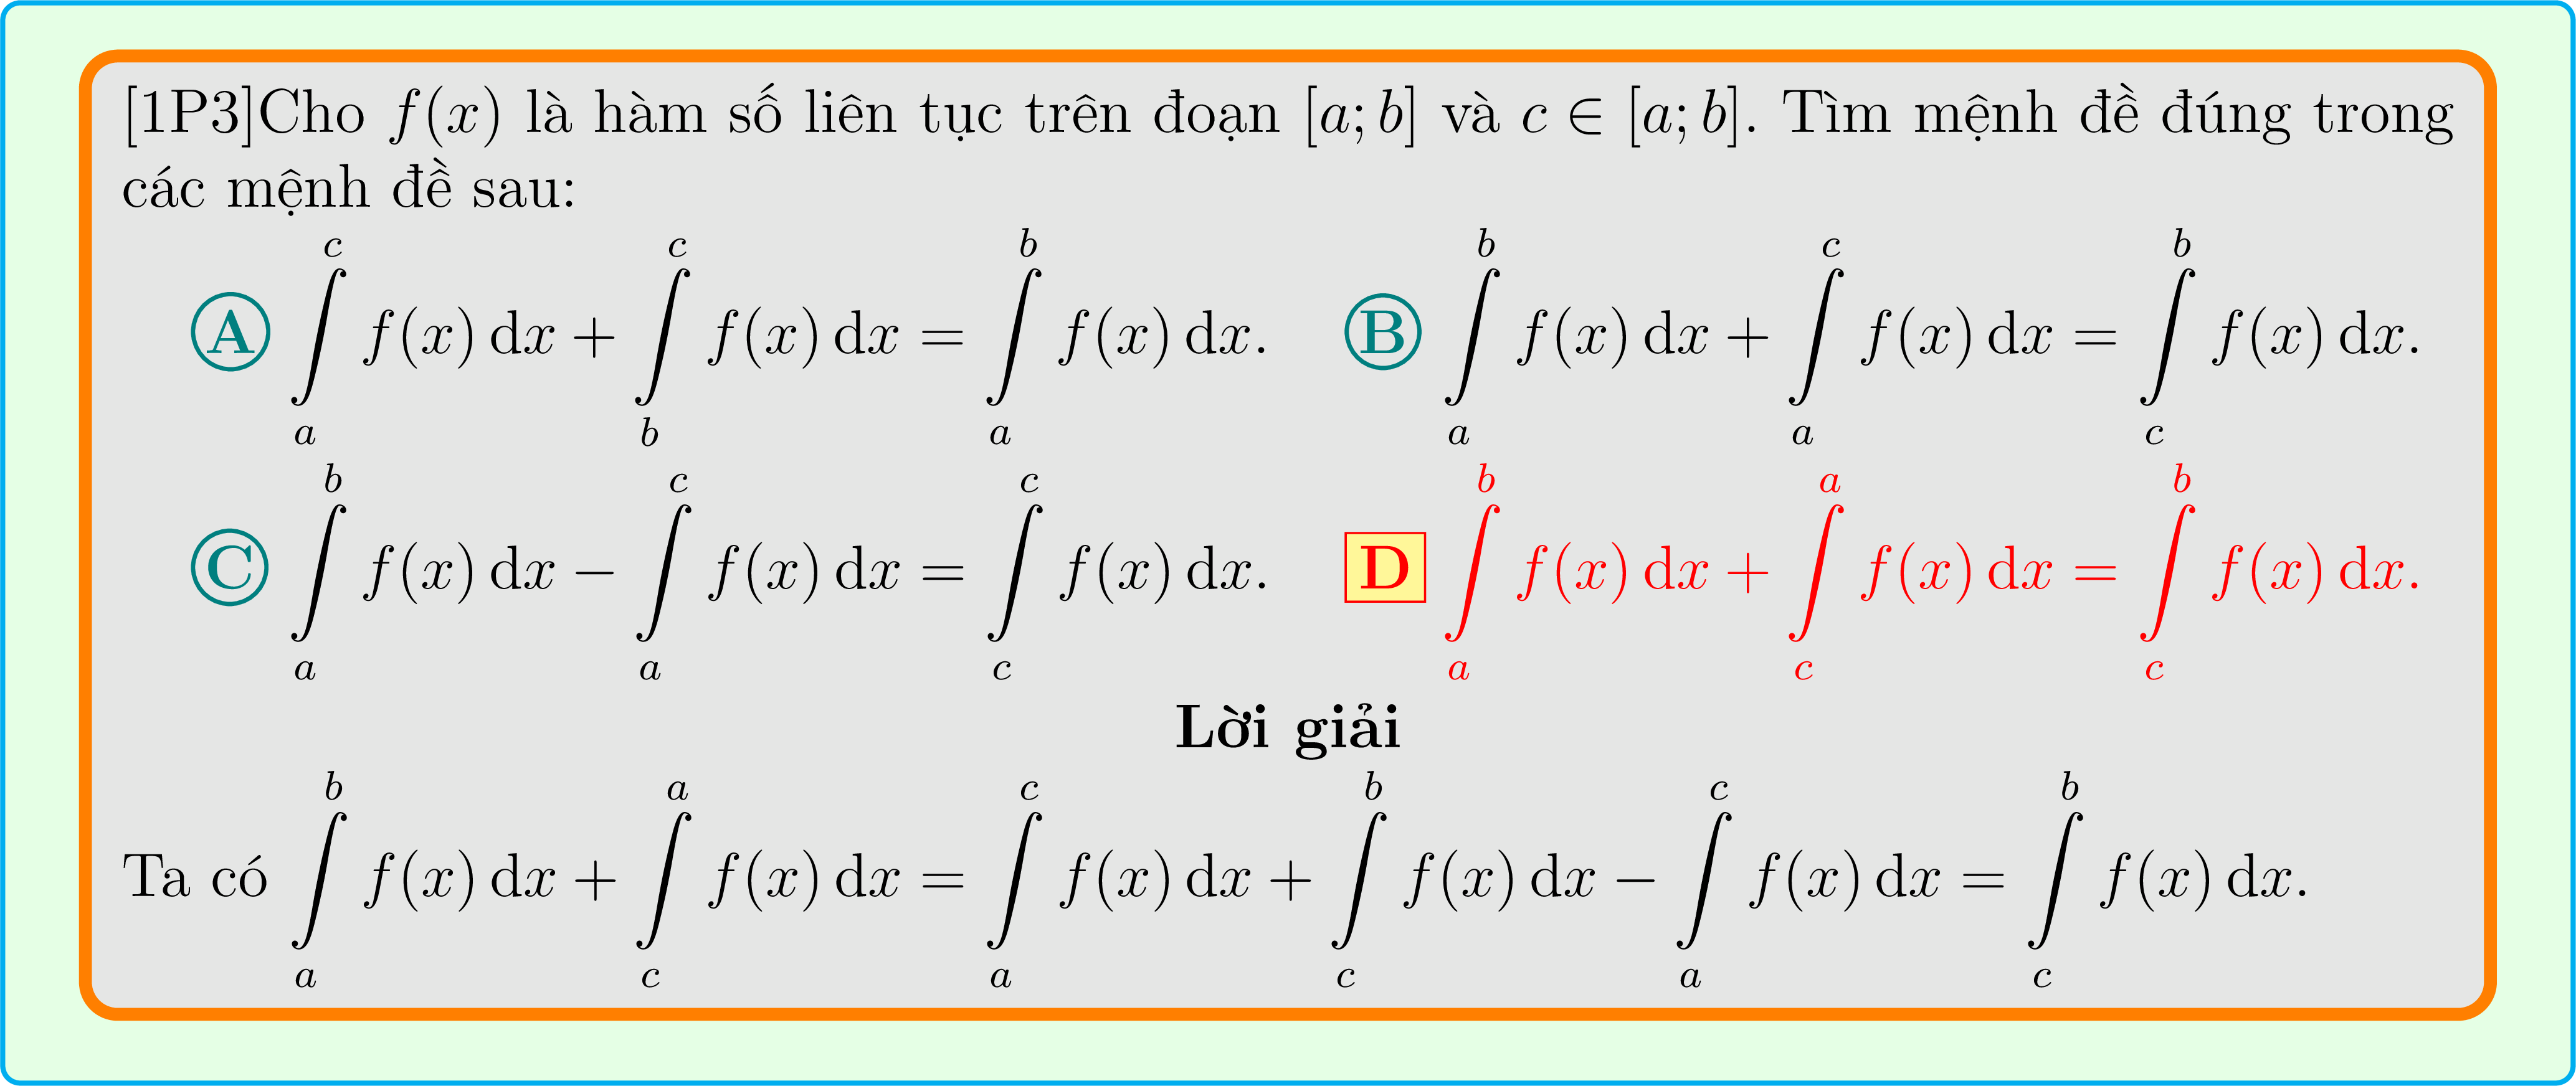 [1P3]Cho $f(x)$ là hàm số liên tục trên đoạn $[a; b]$ và $c \in [a; b]$. Tìm mệnh đề đúng trong
các mệnh đề sau:
A $\int\limits_a^c f(x)\,\mathrm{d}x + \int\limits_b^c f(x)\,\mathrm{d}x = \int\limits_a^b f(x)\,\mathrm{d}x.$ B $\int\limits_a^b f(x)\,\mathrm{d}x + \int\limits_a^c f(x)\,\mathrm{d}x = \int\limits_c^b f(x)\,\mathrm{d}x.$
C $\int\limits_a^b f(x)\,\mathrm{d}x - \int\limits_a^c f(x)\,\mathrm{d}x = \int\limits_c^c f(x)\,\mathrm{d}x.$ D $\int\limits_a^b f(x)\,\mathrm{d}x + \int\limits_c^a f(x)\,\mathrm{d}x = \int\limits_c^b f(x)\,\mathrm{d}x.$
Lời giải
Ta có $\int\limits_a^b f(x)\,\mathrm{d}x + \int\limits_c^a f(x)\,\mathrm{d}x = \int\limits_a^c f(x)\,\mathrm{d}x + \int\limits_c^b f(x)\,\mathrm{d}x - \int\limits_a^c f(x)\,\mathrm{d}x = \int\limits_c^b f(x)\,\mathrm{d}x.$